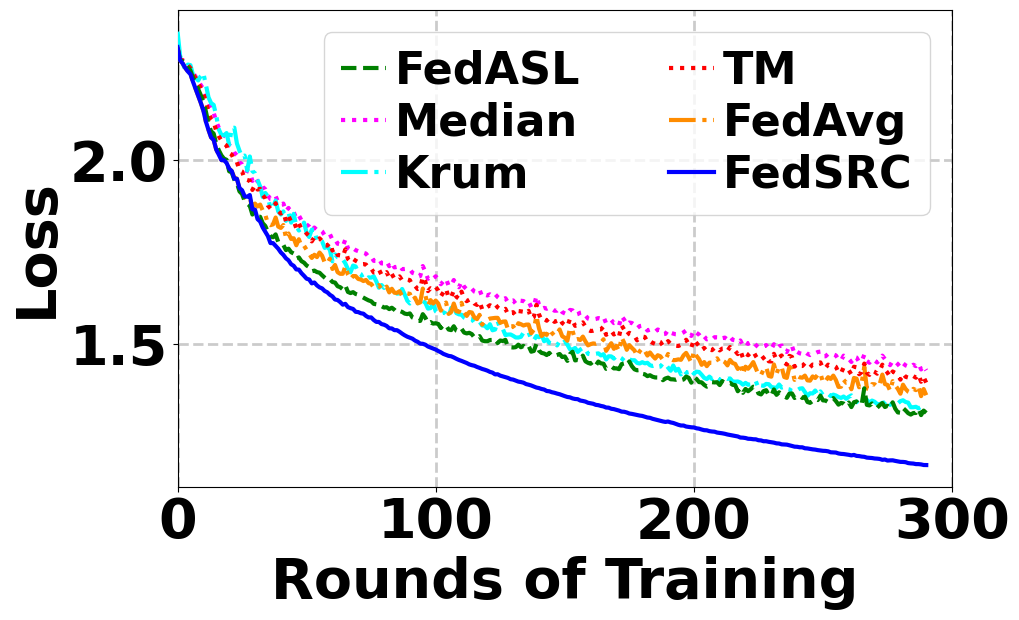 FedASL
Median
Krum
TM
FedAvg
FedSRC
Loss
2.0
1.5
0 100 200 300
Rounds of Training